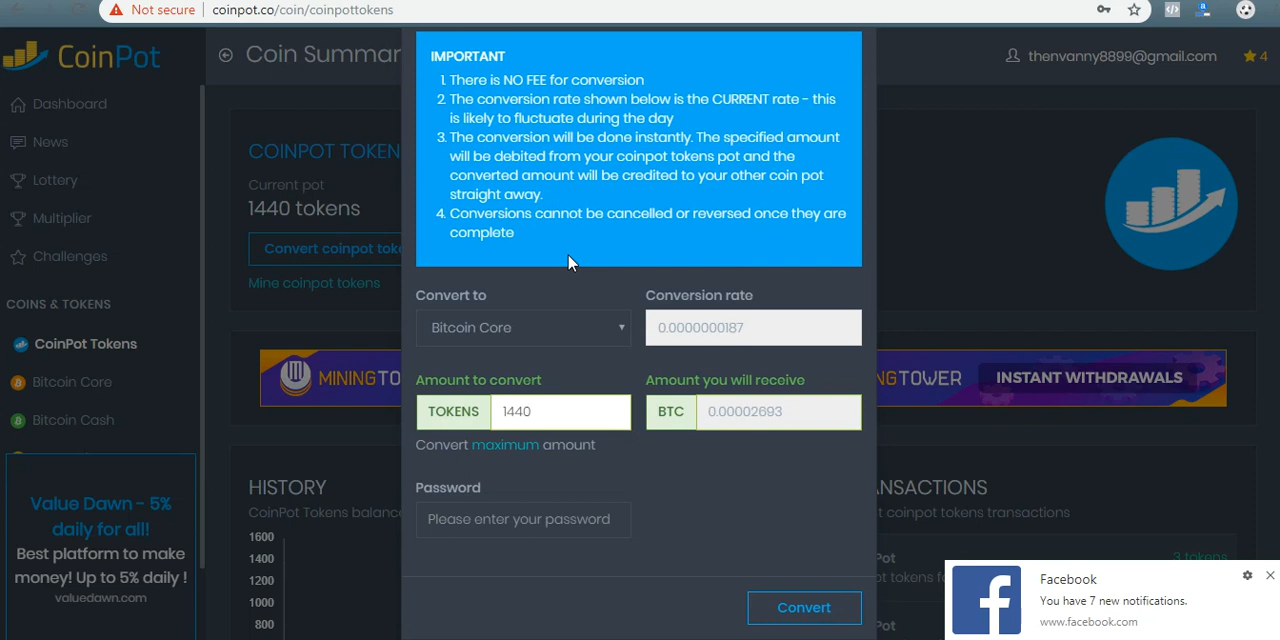 Not secure
coinpot.co/coin/coinpottokens
CoinPot
Dashboard
News
Lottery
Multiplier
Challenges
COINS & TOKENS
CoinPot Tokens
Bitcoin Core
Bitcoin Cash
Value Dawn - 5%
daily for all!
Best platform to make
money! Up to 5% daily !
valuedawn.com
Coin Summar
thenvanny8899@gmail.com
4
COINPOT TOKEN
Current pot
1440 tokens
Convert coinpot toke
Mine coinpot tokens
MININGTO
NGTOWER
INSTANT WITHDRAWALS
HISTORY
CoinPot Tokens balanc
1600
1400
1200
1000
800
IMPORTANT
1. There is NO FEE for conversion
2. The conversion rate shown below is the CURRENT rate - this
is likely to fluctuate during the day
3. The conversion will be done instantly. The specified amount
will be debited from your coinpot tokens pot and the
converted amount will be credited to your other coin pot
straight away.
4. Conversions cannot be cancelled or reversed once they are
complete
Convert to
Conversion rate
Bitcoin Core
0.0000000187
Amount to convert
Amount you will receive
TOKENS 1440
BTC 0.00002693
Convert maximum amount
Password
Please enter your password
Convert
ANSACTIONS
t coinpot tokens transactions
Pot
3 tokens
ot tokens f
Pot
Facebook
You have 7 new notifications.
www.facebook.com